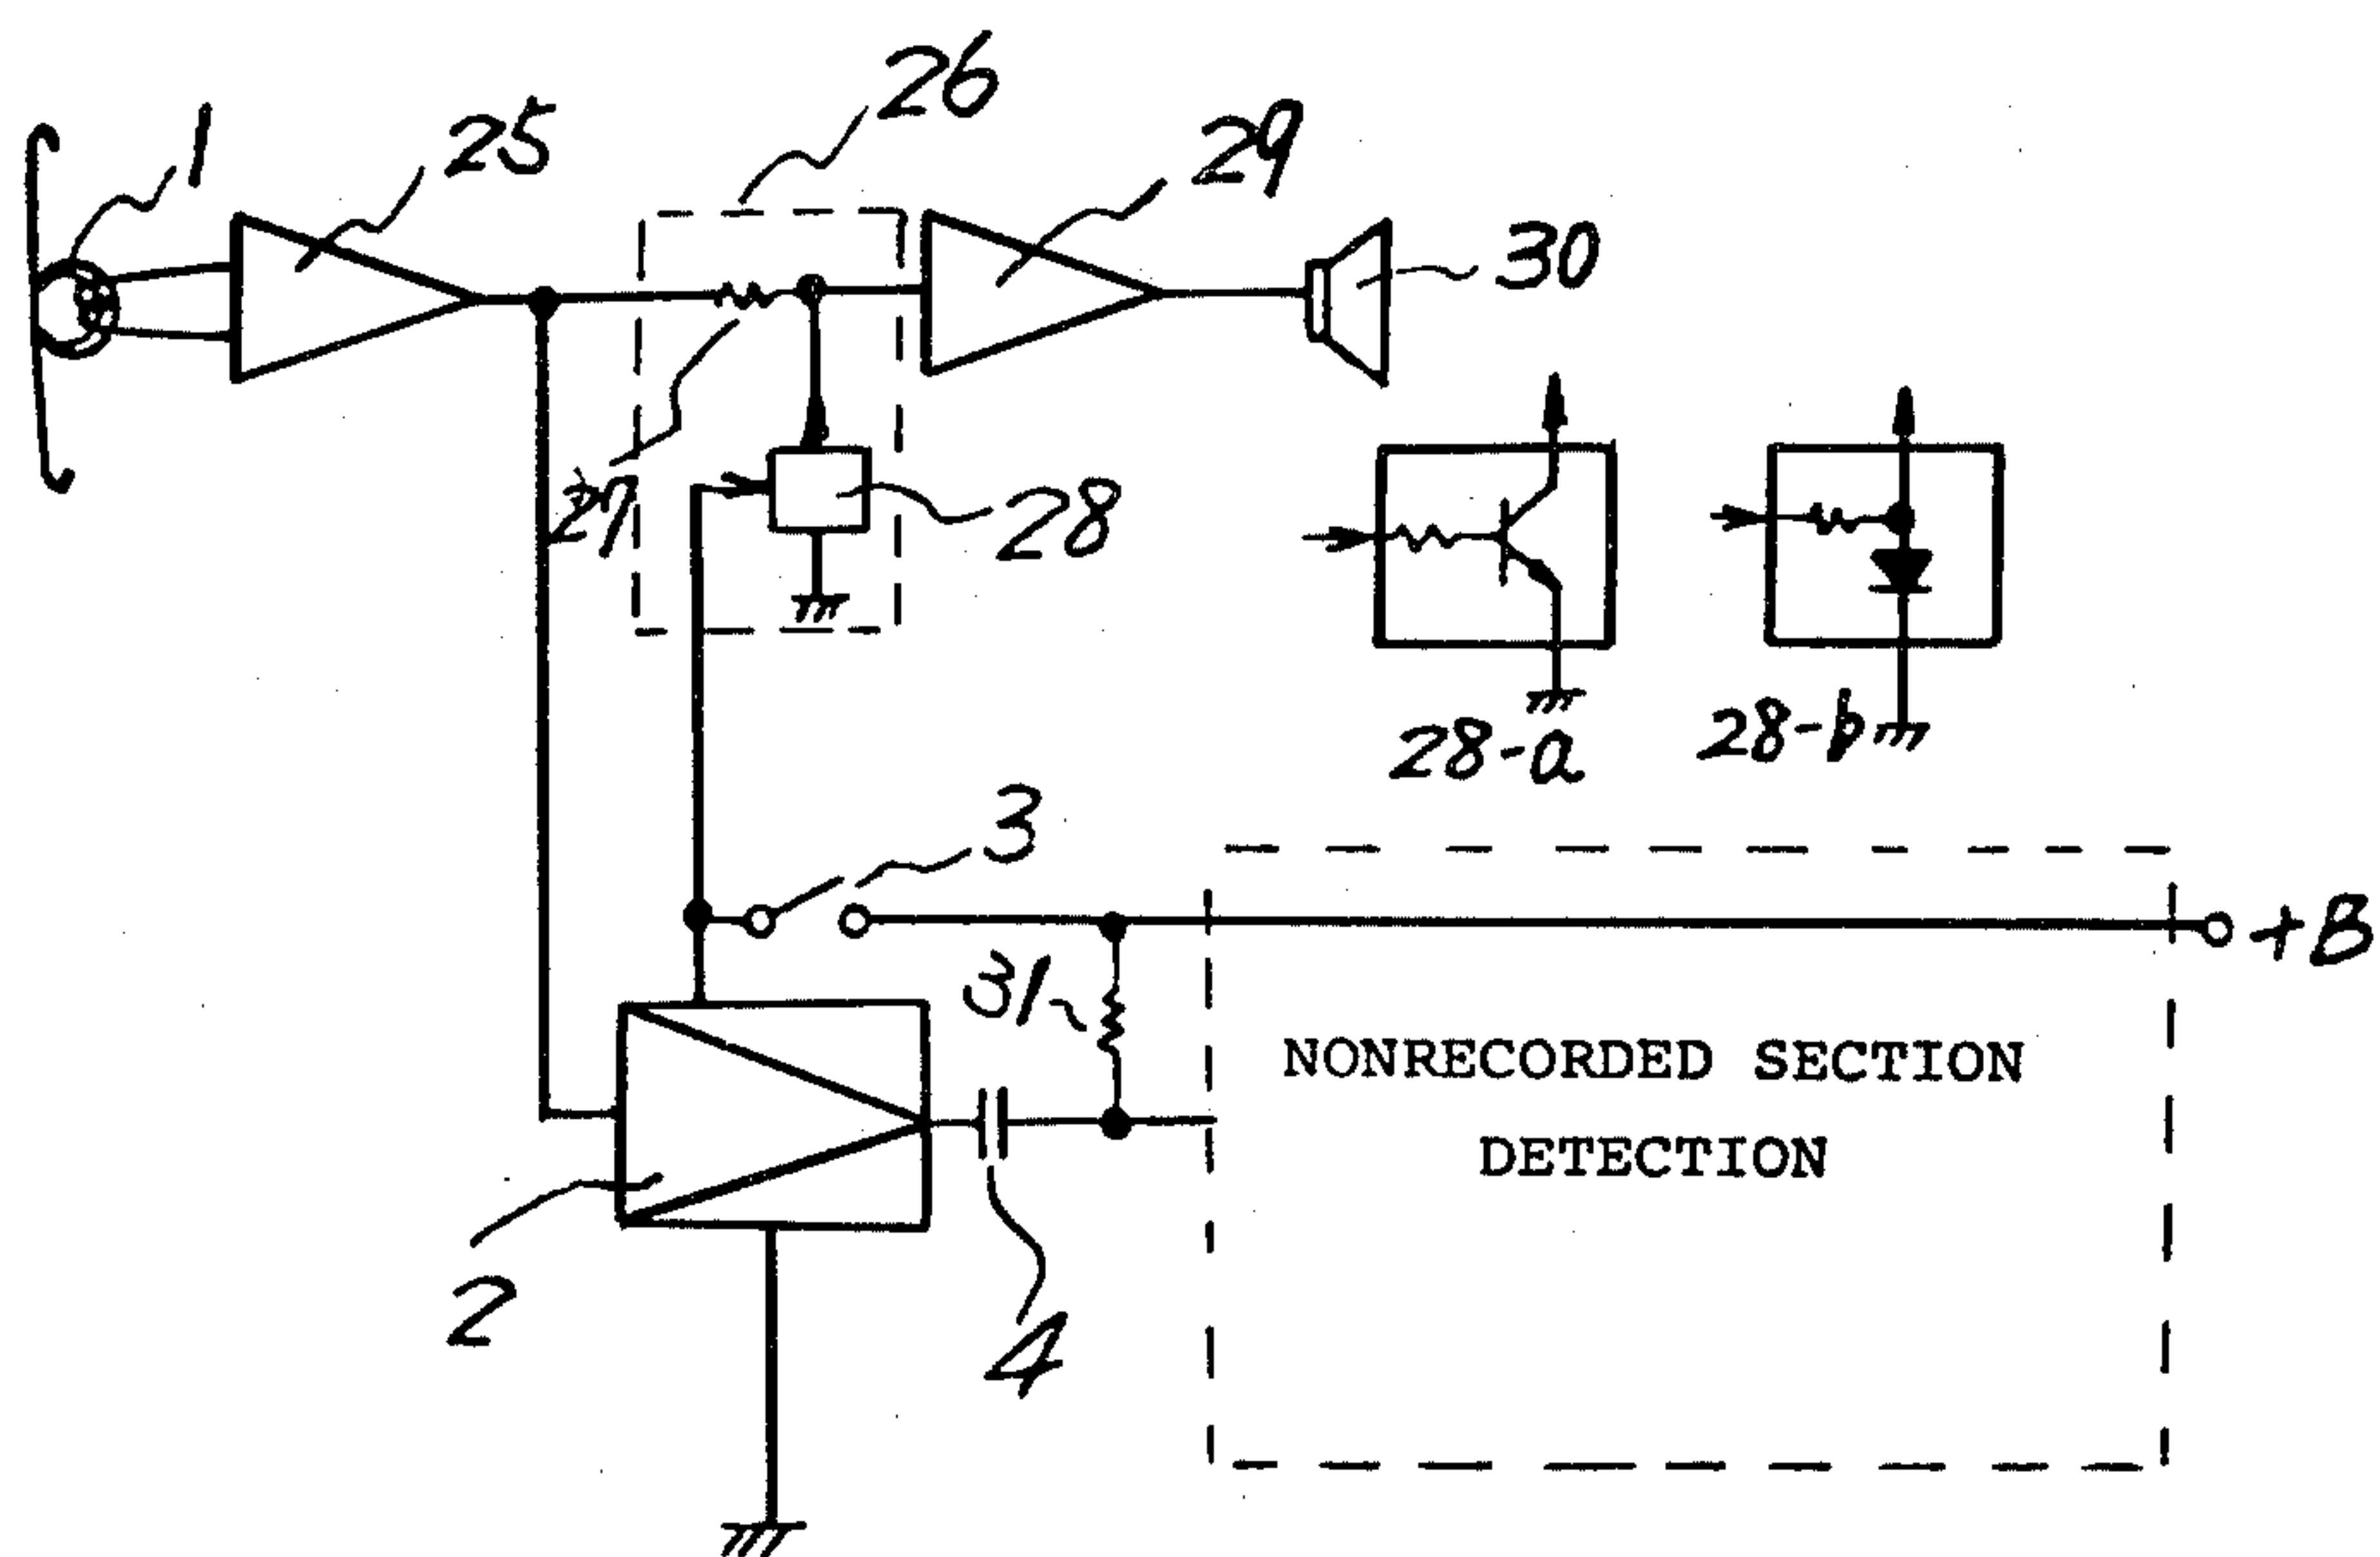 26
1
25
29
30
27
28
28-a
28-b
3
+B
31
NONRECORDED SECTION
DETECTION
2
4